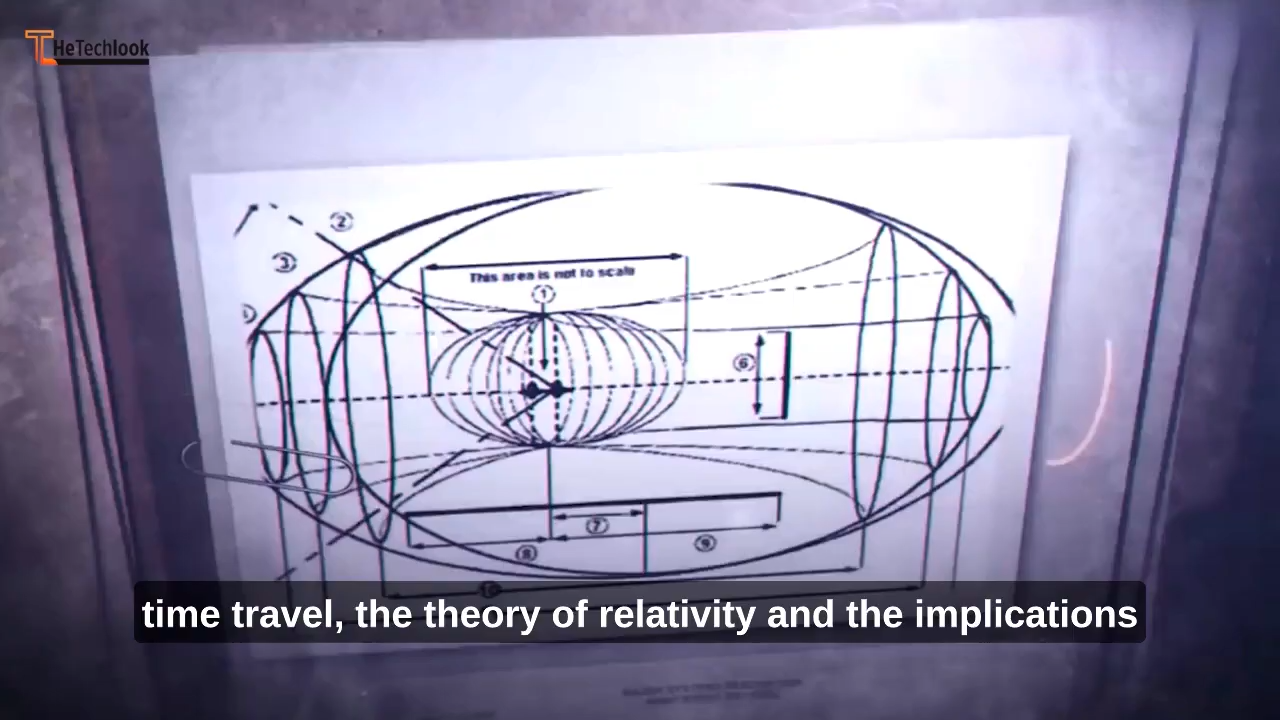 HeTechlook
②
③
This area is not to scale
①
⑥
⑦
⑧
⑨
time travel, the theory of relativity and the implications